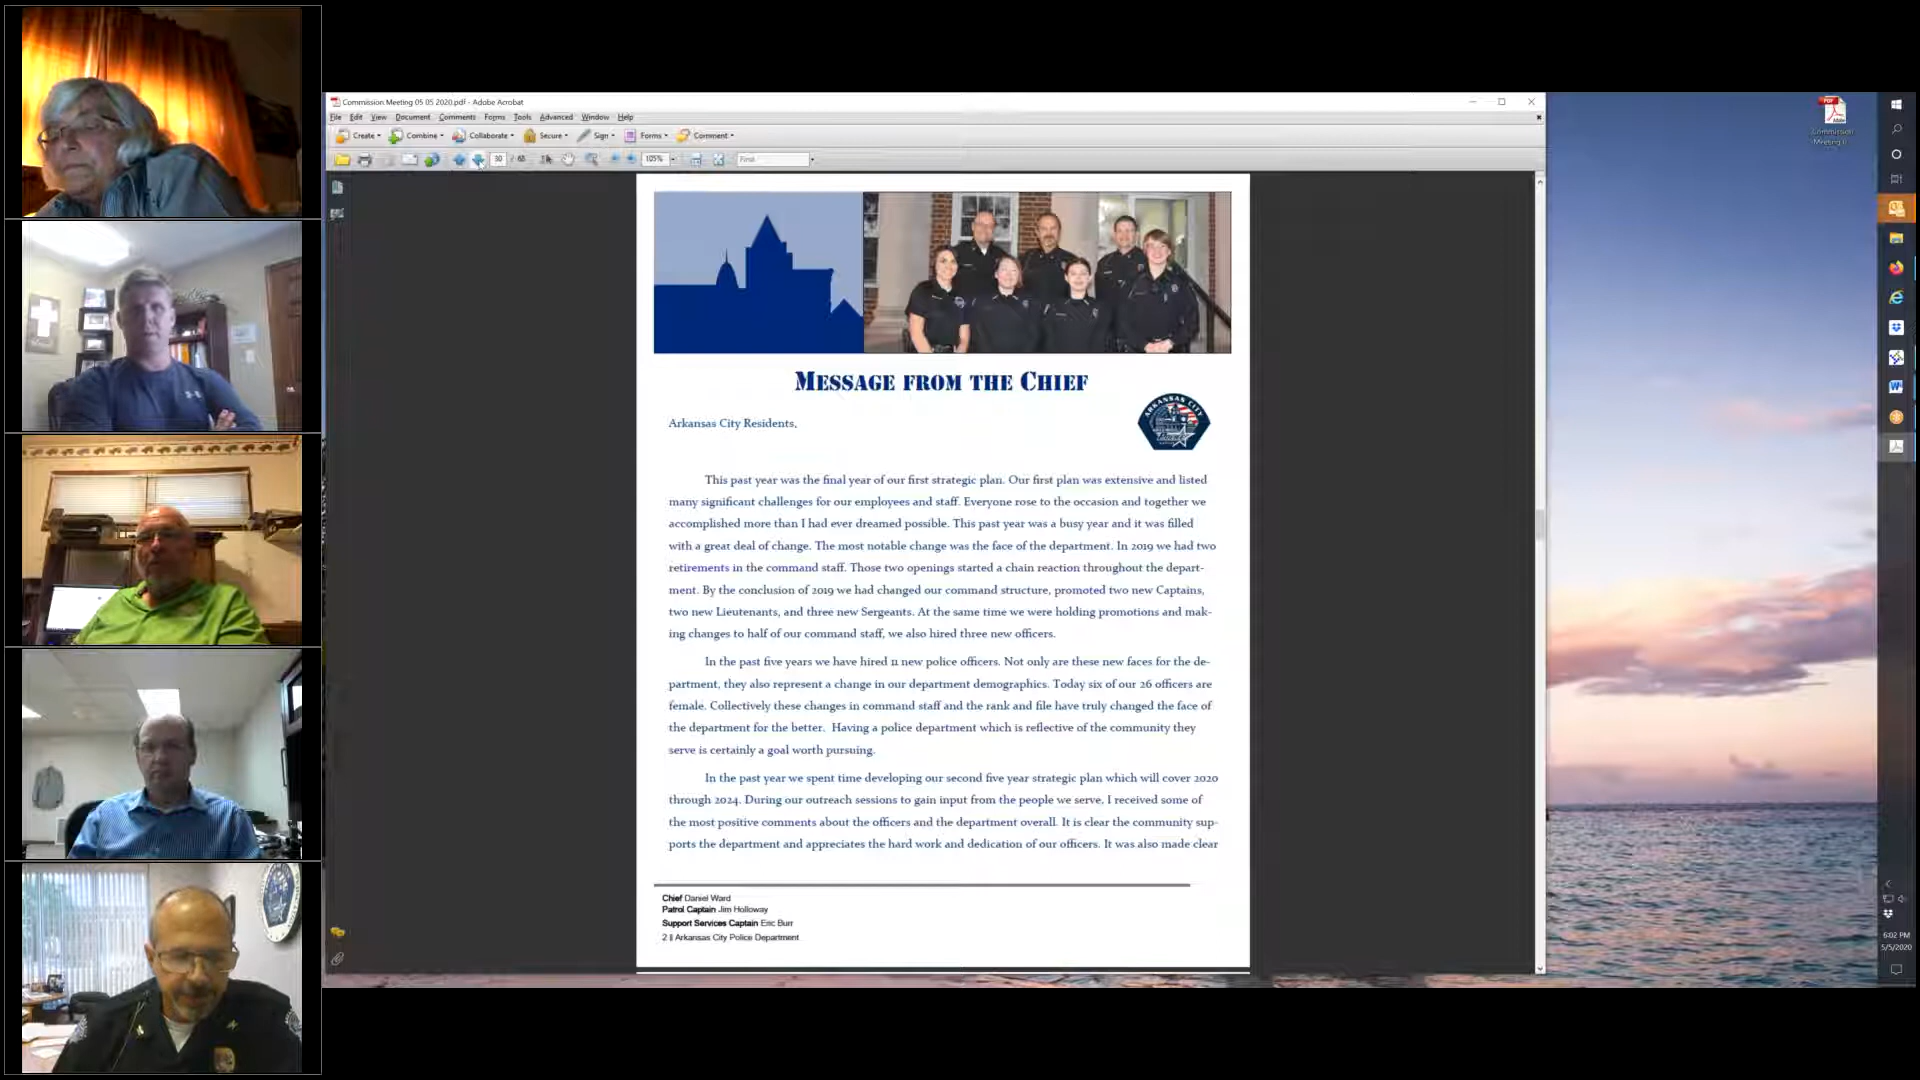 Commission Meeting 05 05 2020.pdf - Adobe Acrobat
File Edit View Document Comments Forms Tools Advanced Window Help
Create Combine Collaborate Secure Sign Forms Comment
30 / 68 105% Find
MESSAGE FROM THE CHIEF
ARKANSAS CITY
Arkansas City Residents,
This past year was the final year of our first strategic plan. Our first plan was extensive and listed
many significant challenges for our employees and staff. Everyone rose to the occasion and together we
accomplished more than I had ever dreamed possible. This past year was a busy year and it was filled
with a great deal of change. The most notable change was the face of the department. In 2019 we had two
retirements in the command staff. Those two openings started a chain reaction throughout the depart-
ment. By the conclusion of 2019 we had changed our command structure, promoted two new Captains,
two new Lieutenants, and three new Sergeants. At the same time we were holding promotions and mak-
ing changes to half of our command staff, we also hired three new officers.
In the past five years we have hired 11 new police officers. Not only are these new faces for the de-
partment, they also represent a change in our department demographics. Today six of our 26 officers are
female. Collectively these changes in command staff and the rank and file have truly changed the face of
the department for the better. Having a police department which is reflective of the community they
serve is certainly a goal worth pursuing.
In the past year we spent time developing our second five year strategic plan which will cover 2020
through 2024. During our outreach sessions to gain input from the people we serve, I received some of
the most positive comments about the officers and the department overall. It is clear the community sup-
ports the department and appreciates the hard work and dedication of our officers. It was also made clear
Chief Daniel Ward
Patrol Captain Jim Holloway
Support Services Captain Eric Burr
2 || Arkansas City Police Department
Commission
Meeting 0...
6:02 PM
5/5/2020